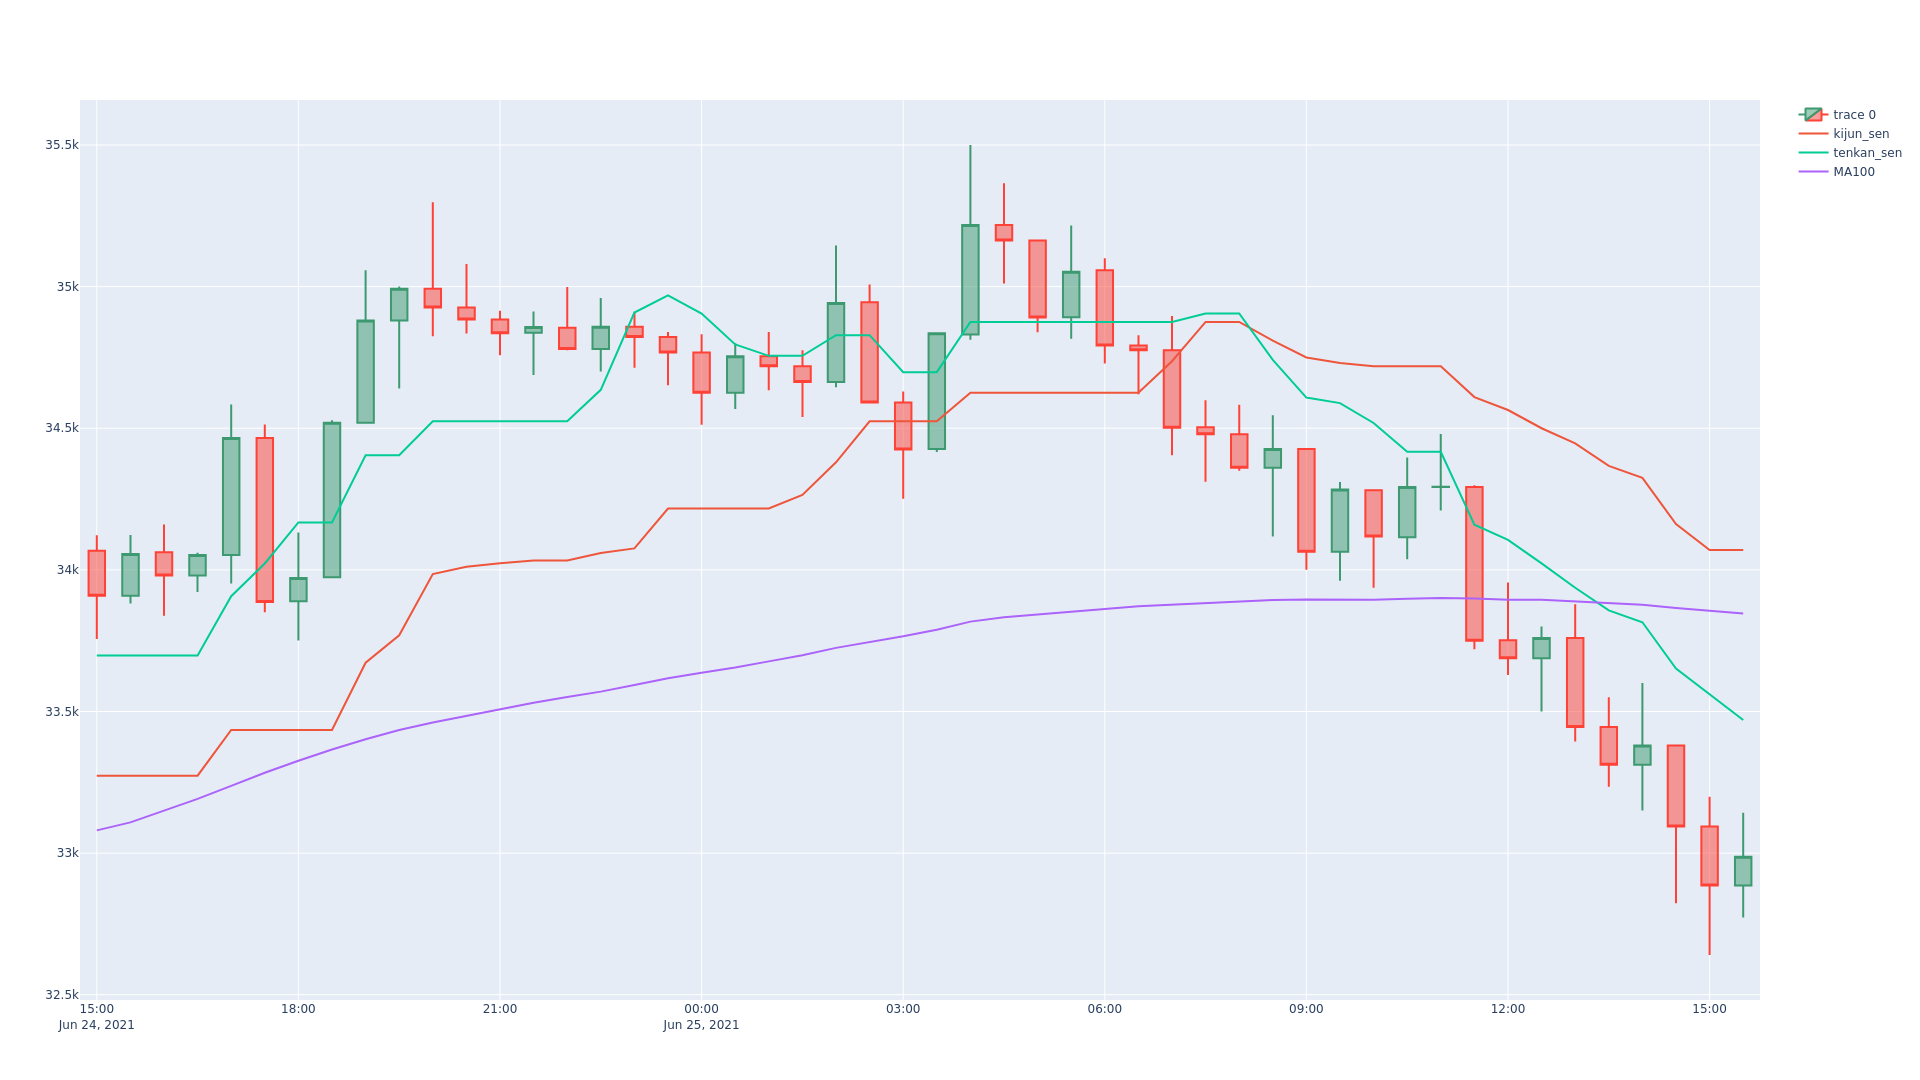 trace 0
kijun_sen
tenkan_sen
MA100
35.5k
35k
34.5k
34k
33.5k
33k
32.5k
15:00 18:00 21:00 00:00 03:00 06:00 09:00 12:00 15:00
Jun 24, 2021 Jun 25, 2021